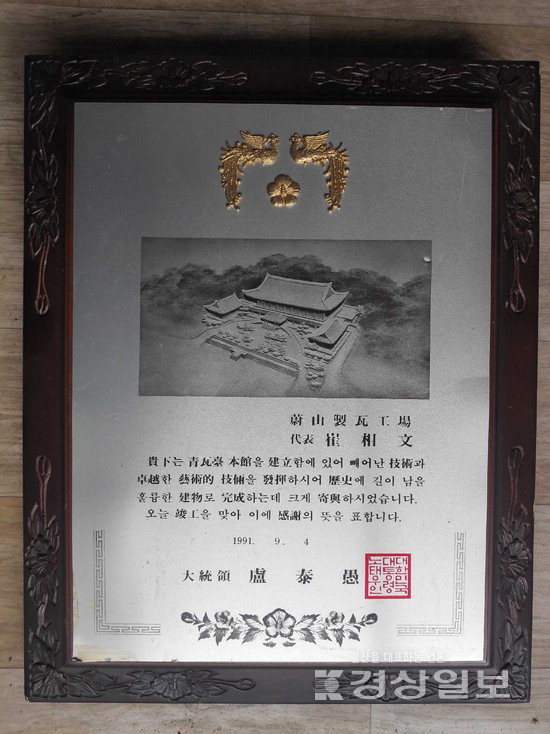 蔚山製瓦工場
代表 崔相文
貴下는 青瓦臺 本館을 建立함에 있어 빼어난 技術과
卓越한 藝術的 技倆을 發揮하시어 歷史에 길이 남을
훌륭한 建物로 完成하는데 크게 寄與하시었습니다.
오늘 竣工을 맞아 이에 感謝의 뜻을 표합니다.
1991. 9. 4
大統領 盧泰愚
대한민국
대통령
노태우인
경상일보